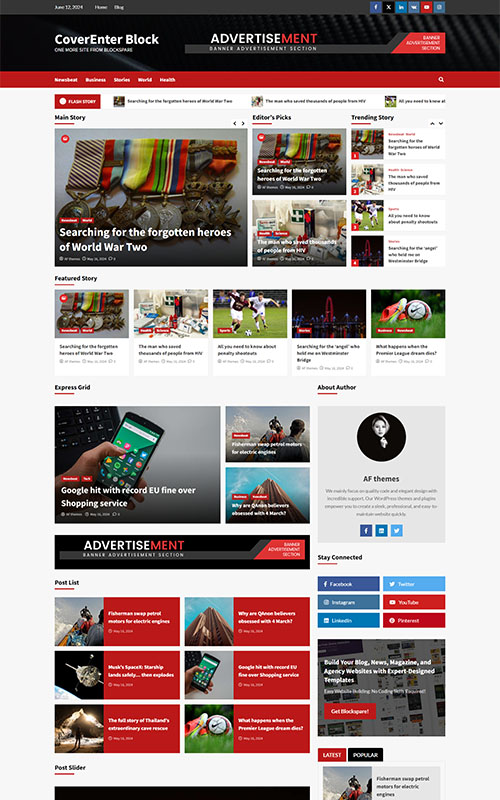 June 12, 2024
Home
Blog
CoverEnter Block
ONE MORE SITE FROM BLOCKSPARE
ADVERTISEMENT
BANNER ADVERTISEMENT SECTION
BANNER
ADVERTISEMENT
SECTION
Newsbeat
Business
Stories
World
Health
FLASH STORY
Searching for the forgotten heroes of World War Two
The man who saved thousands of people from HIV
All you need to know at
Main Story
Newsbeat
World
Searching for the forgotten heroes
of World War Two
AF themes
May 16, 2024
0
Editor's Picks
Newsbeat
World
Searching for the forgotten
heroes of World War Two
AF themes
May 16, 2024
0
Health
Science
The man who saved thousands
of people from HIV
AF themes
May 16, 2024
0
Trending Story
1
Newsbeat World
Searching for the
forgotten heroes of World
War Two
2
Health Science
The man who saved
thousands of people from
HIV
3
Sports
All you need to know
about penalty shootouts
4
Stories
Searching for the 'angel'
who held me on
Westminster Bridge
Featured Story
Newsbeat
World
Searching for the forgotten
heroes of World War Two
AF themes
May 16, 2024
0
Health
Science
The man who saved
thousands of people from HIV
AF themes
May 16, 2024
0
Sports
All you need to know about
penalty shootouts
AF themes
May 16, 2024
0
Stories
Searching for the 'angel' who
held me on Westminster
Bridge
AF themes
May 16, 2024
0
Business
Newsbeat
What happens when the
Premier League dream dies?
AF themes
May 16, 2024
0
Express Grid
Newsbeat
Tech
Google hit with record EU fine over
Shopping service
AF themes
May 16, 2024
0
Newsbeat
Fisherman swap petrol motors
for electric engines
Business
Newsbeat
Why are QAnon believers
obsessed with 4 March?
ADVERTISEMENT
BANNER ADVERTISEMENT SECTION
BANNER
ADVERTISEMENT
SECTION
Post List
Fisherman swap petrol
motors for electric engines
May 16, 2024
Why are QAnon believers
obsessed with 4 March?
May 16, 2024
Musk's SpaceX: Starship
lands safely... then explodes
May 16, 2024
Google hit with record EU
fine over Shopping service
May 16, 2024
The full story of Thailand's
extraordinary cave rescue
May 16, 2024
What happens when the
Premier League dream dies?
May 16, 2024
Post Slider
About Author
AF themes
We mainly focus on quality code and elegant design with
incredible support. Our WordPress themes and plugins
empower you to create a sleek, professional, and easy-to-
maintain website quickly.
Stay Connected
Facebook
Twitter
Instagram
YouTube
Linkedin
Pinterest
Build Your Blog, News, Magazine, and
Agency Websites with Expert-Designed
Templates
Easy Website Building: No Coding Skills Required!
Get Blockspare!
LATEST
POPULAR
Fisherman swap petrol
motors for electric
engines